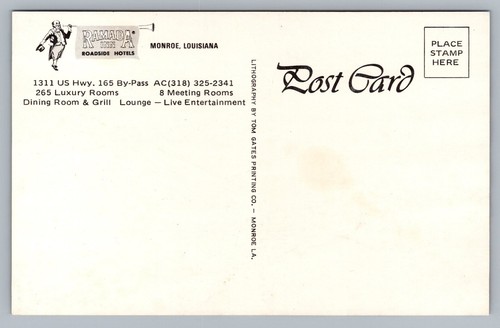 RAMADA
INN
ROADSIDE HOTELS
MONROE, LOUISIANA
1311 US Hwy. 165 By-Pass AC(318) 325-2341
265 Luxury Rooms 8 Meeting Rooms
Dining Room & Grill Lounge — Live Entertainment
LITHOGRAPHY BY TOM GATES PRINTING CO. — MONROE, LA.
Post Card
PLACE
STAMP
HERE